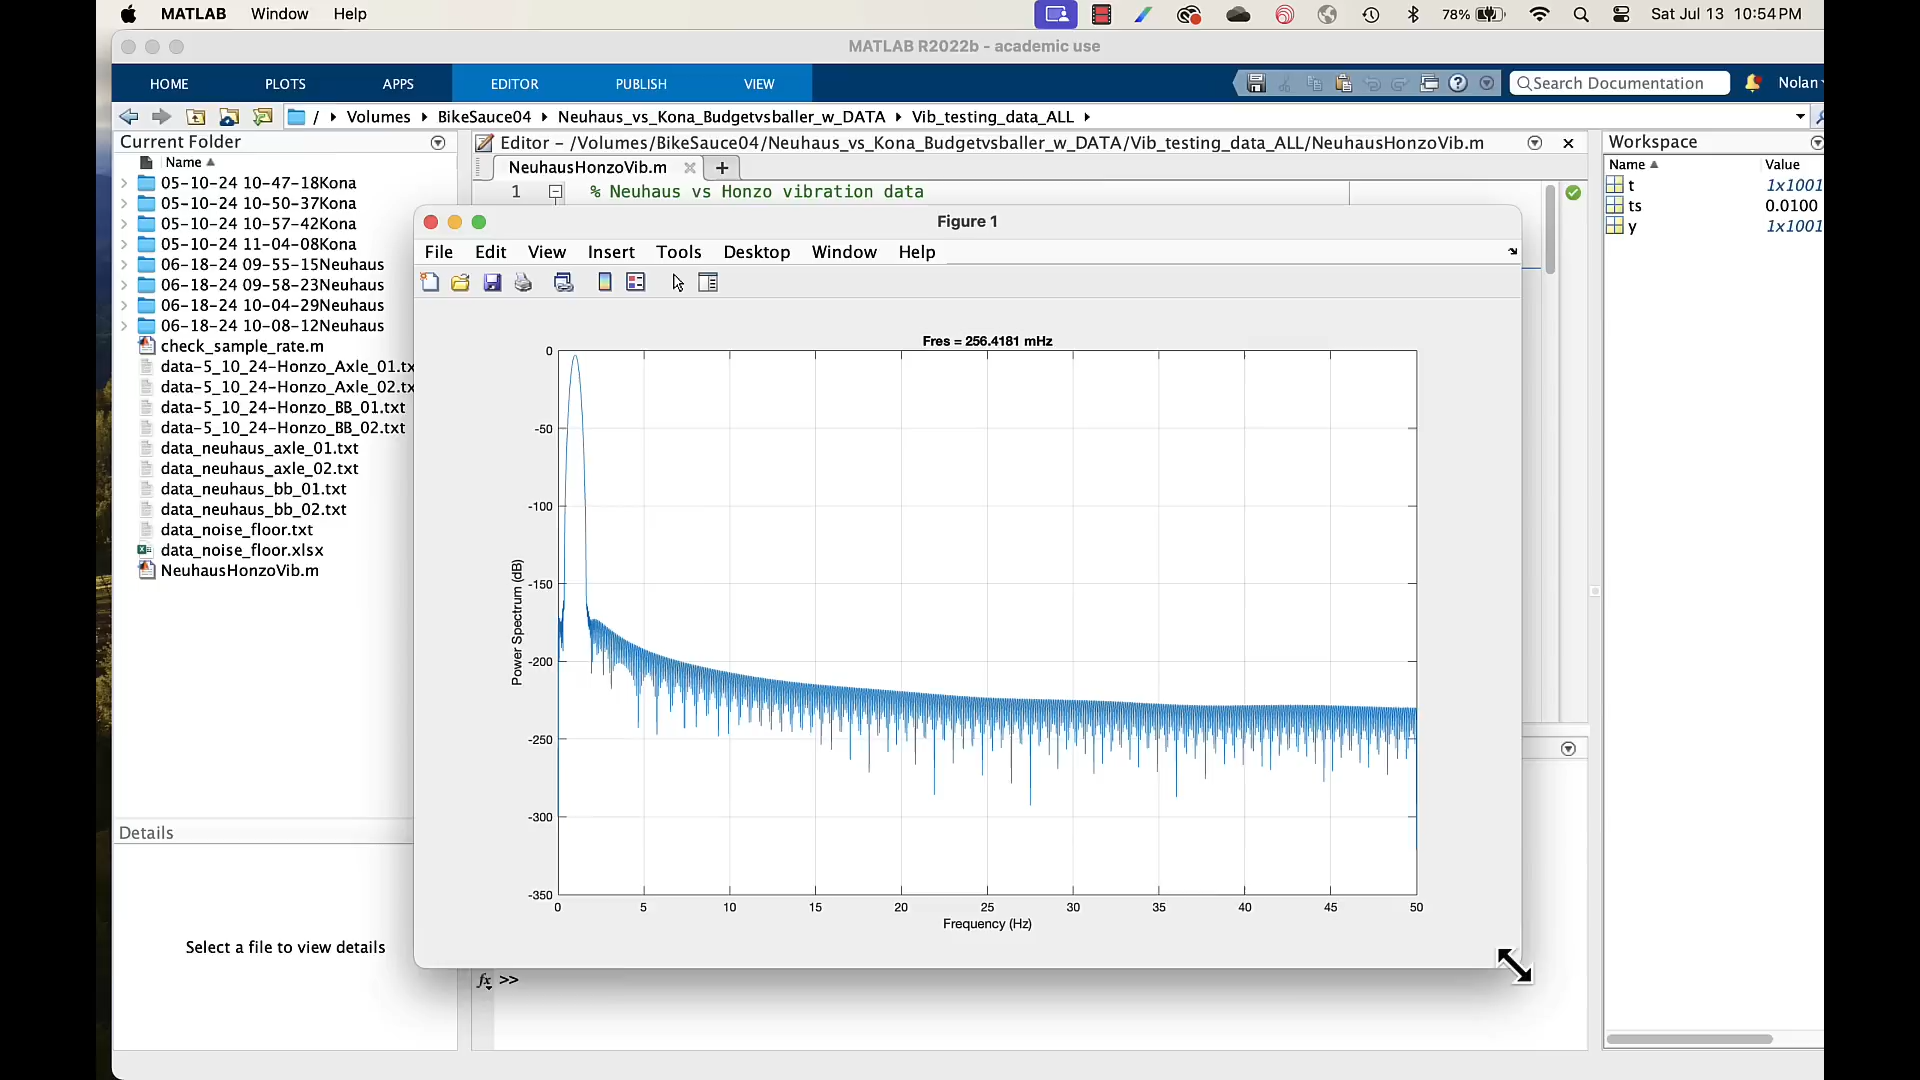 MATLAB Window Help 78% Sat Jul 13 10:54 PM
MATLAB R2022b - academic use
HOME PLOTS APPS EDITOR PUBLISH VIEW Search Documentation Nolan
/ Volumes BikeSauce04 Neuhaus_vs_Kona_Budgetvsballer_w_DATA Vib_testing_data_ALL
Current Folder
Name
05-10-24 10-47-18Kona
05-10-24 10-50-37Kona
05-10-24 10-57-42Kona
05-10-24 11-04-08Kona
06-18-24 09-55-15Neuhaus
06-18-24 09-58-23Neuhaus
06-18-24 10-04-29Neuhaus
06-18-24 10-08-12Neuhaus
check_sample_rate.m
data-5_10_24-Honzo_Axle_01.tx
data-5_10_24-Honzo_Axle_02.tx
data-5_10_24-Honzo_BB_01.txt
data-5_10_24-Honzo_BB_02.txt
data_neuhaus_axle_01.txt
data_neuhaus_axle_02.txt
data_neuhaus_bb_01.txt
data_neuhaus_bb_02.txt
data_noise_floor.txt
data_noise_floor.xlsx
NeuhausHonzoVib.m
Details
Select a file to view details
Editor - /Volumes/BikeSauce04/Neuhaus_vs_Kona_Budgetvsballer_w_DATA/Vib_testing_data_ALL/NeuhausHonzoVib.m
NeuhausHonzoVib.m
1 % Neuhaus vs Honzo vibration data
Figure 1
File Edit View Insert Tools Desktop Window Help
Fres = 256.4181 mHz
0
-50
-100
-150
-200
-250
-300
-350
Power Spectrum (dB)
0 5 10 15 20 25 30 35 40 45 50
Frequency (Hz)
fx >>
Workspace
Name Value
t 1x1001
ts 0.0100
y 1x1001